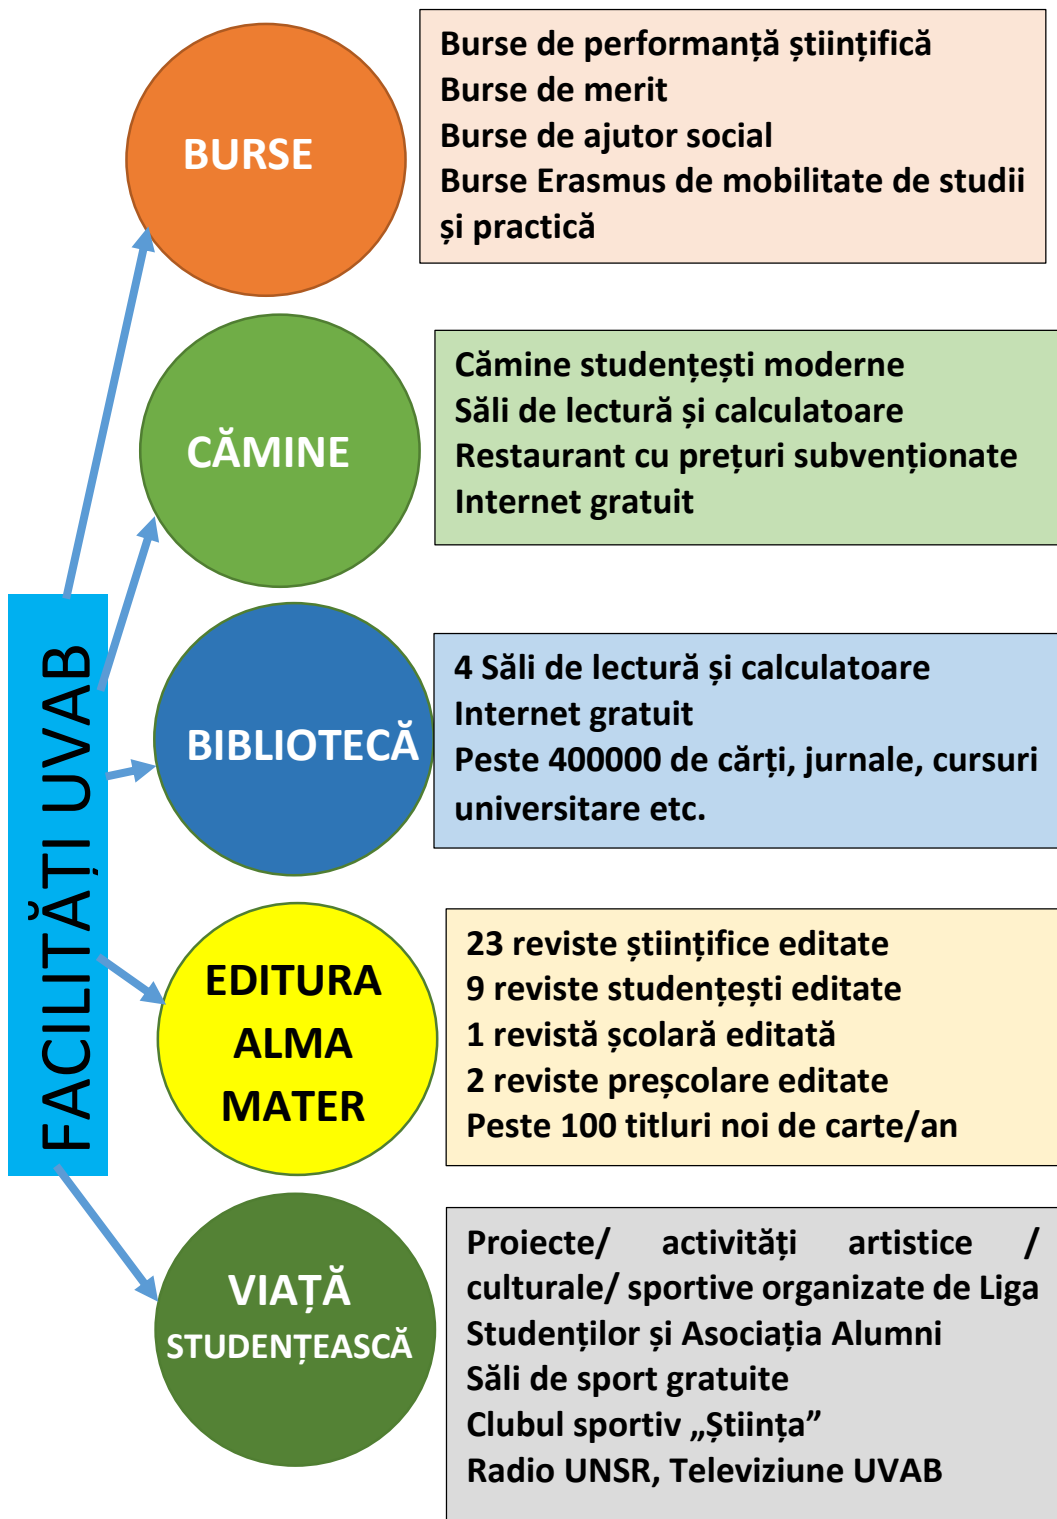 FACILITĂȚI UVAB
BURSE
Burse de performanță științifică
Burse de merit
Burse de ajutor social
Burse Erasmus de mobilitate de studii
și practică
CĂMINE
Cămine studențești moderne
Săli de lectură și calculatoare
Restaurant cu prețuri subvenționate
Internet gratuit
BIBLIOTECĂ
4 Săli de lectură și calculatoare
Internet gratuit
Peste 400000 de cărți, jurnale, cursuri
universitare etc.
EDITURA
ALMA
MATER
23 reviste științifice editate
9 reviste studențești editate
1 revistă școlară editată
2 reviste preșcolare editate
Peste 100 titluri noi de carte/an
VIAȚĂ
STUDENȚEASCĂ
Proiecte/ activități artistice /
culturale/ sportive organizate de Liga
Studenților și Asociația Alumni
Săli de sport gratuite
Clubul sportiv „Știința”
Radio UNSR, Televiziune UVAB